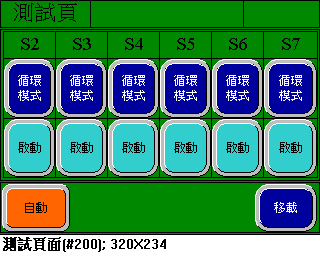 測試頁
S2 S3 S4 S5 S6 S7
循環 循環 循環 循環 循環 循環
模式 模式 模式 模式 模式 模式
啟動 啟動 啟動 啟動 啟動 啟動
自動 移載
測試頁面(#200); 320X234